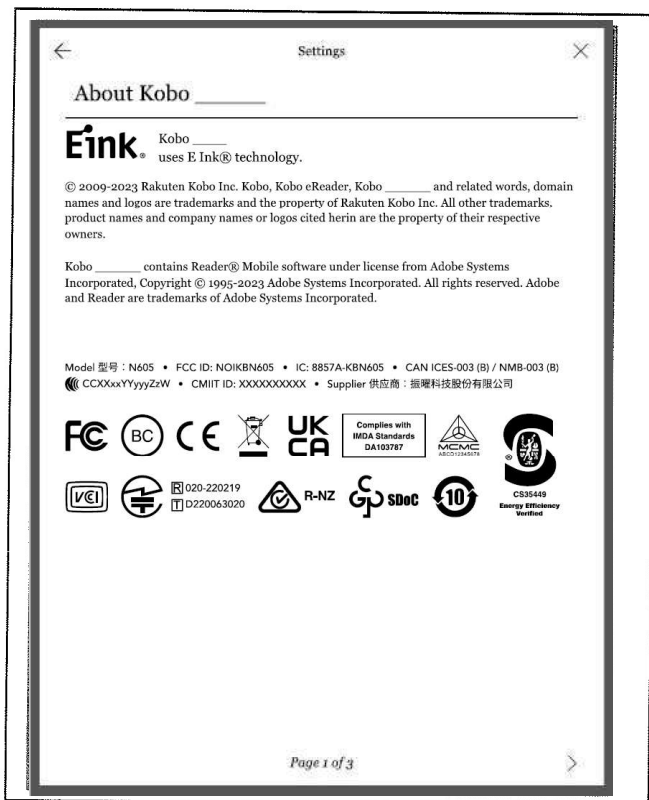 Settings
About Kobo ______
Eink®
Kobo ____
uses E Ink® technology.
© 2009-2023 Rakuten Kobo Inc. Kobo, Kobo eReader, Kobo ______ and related words, domain
names and logos are trademarks and the property of Rakuten Kobo Inc. All other trademarks.
product names and company names or logos cited herin are the property of their respective
owners.
Kobo ______ contains Reader® Mobile software under license from Adobe Systems
Incorporated, Copyright © 1995-2023 Adobe Systems Incorporated. All rights reserved. Adobe
and Reader are trademarks of Adobe Systems Incorporated.
Model 型号：N605 • FCC ID: NOIKBN605 • IC: 8857A-KBN605 • CAN ICES-003 (B) / NMB-003 (B)
CCXXxxYYyyyZzW • CMIIT ID: XXXXXXXXXX • Supplier 供应商：振曜科技股份有限公司
FC BC CE UK CA
Complies with
IMDA Standards
DA103787
MCMC
ABCD12345678
VCI
R 020-220219
T D220063020
R-NZ
SDoC
10
CS35449
Energy Efficiency
Verified
Page 1 of 3